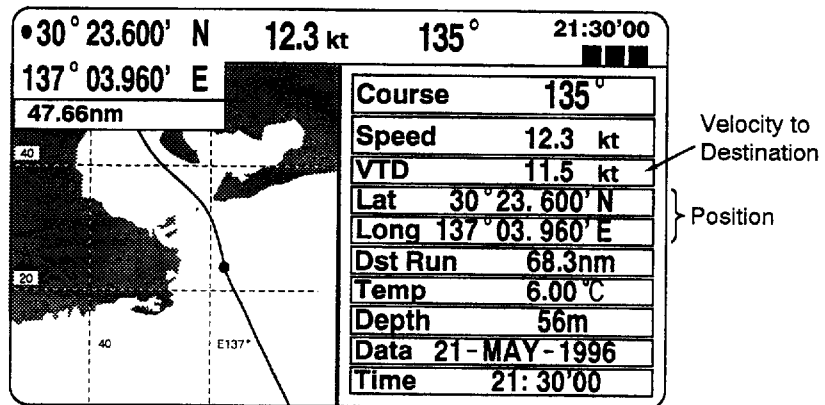 •30° 23.600' N 12.3 kt 135° 21:30'00
137° 03.960' E
47.66nm
40
20
40
E137°
Course 135°
Speed 12.3 kt
VTD 11.5 kt
Lat 30°23.600'N
Long 137°03.960'E
Dst Run 68.3nm
Temp 6.00°C
Depth 56m
Data 21-MAY-1996
Time 21:30'00
Velocity to
Destination
Position